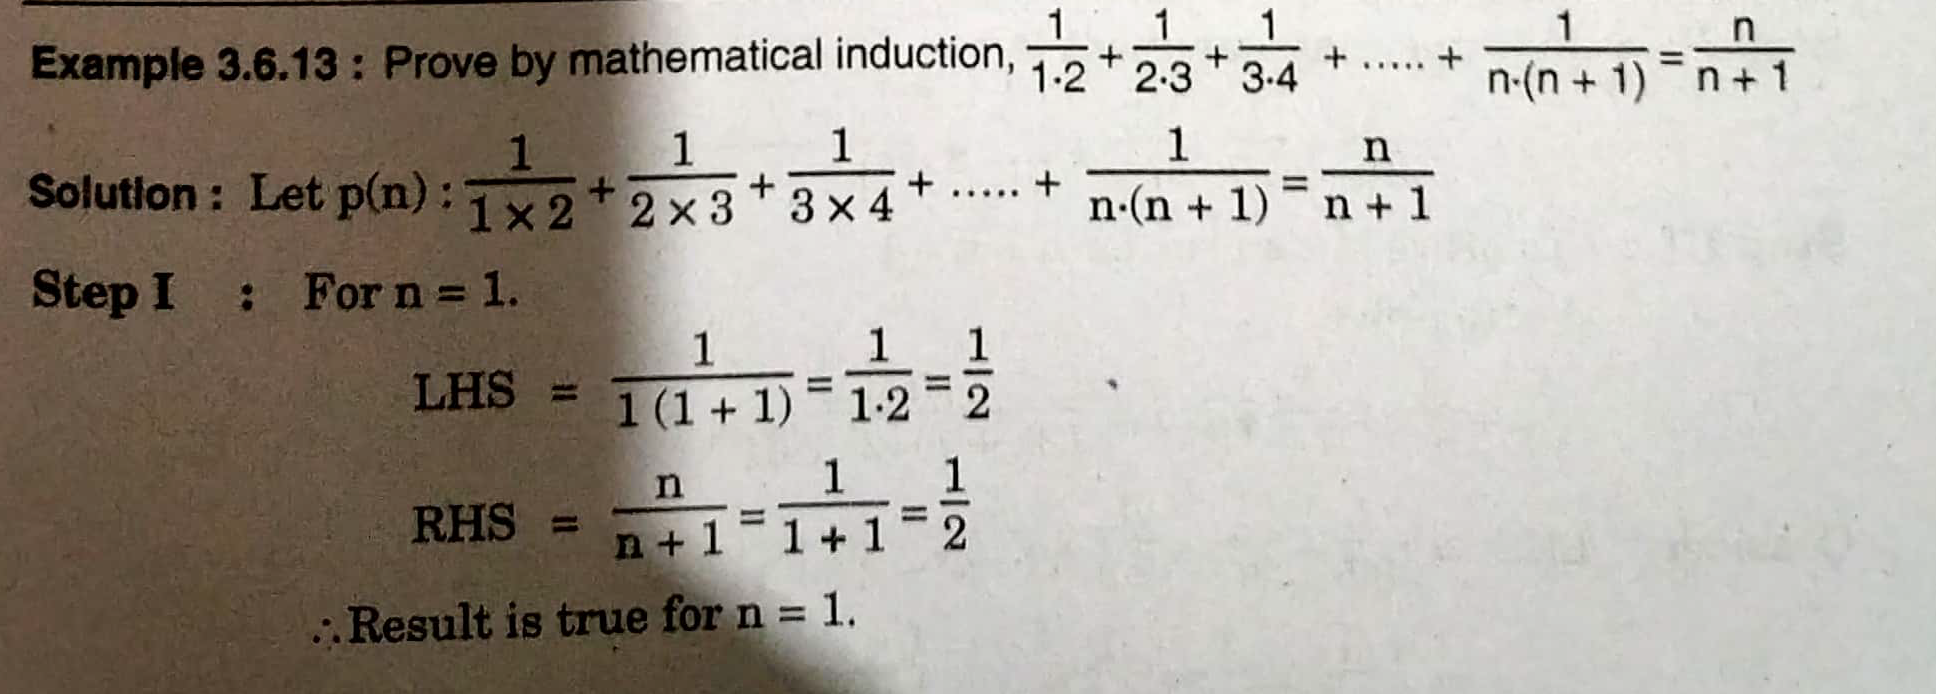 Example 3.6.13 : Prove by mathematical induction, 1/1·2 + 1/2·3 + 1/3·4 + ..... + 1/n·(n + 1) = n/n + 1
Solution : Let p(n) : 1/1 × 2 + 1/2 × 3 + 1/3 × 4 + ..... + 1/n·(n + 1) = n/n + 1
Step I : For n = 1.
LHS = 1/1 (1 + 1) = 1/1·2 = 1/2
RHS = n/n + 1 = 1/1 + 1 = 1/2
∴ Result is true for n = 1.